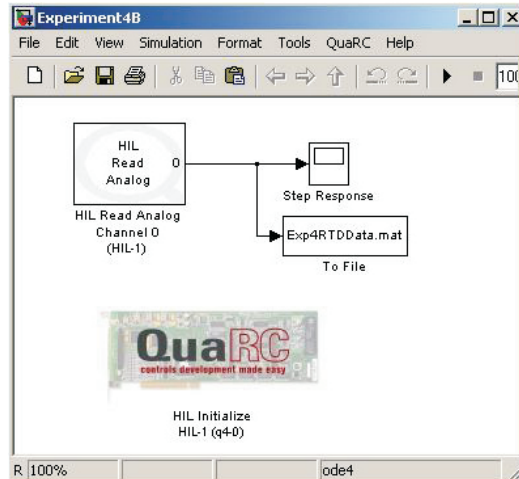 Experiment4B
File Edit View Simulation Format Tools QuaRC Help
100
HIL
Read 0
Analog
HIL Read Analog
Channel 0
(HIL-1)
Step Response
Exp4RTDData.mat
To File
QuaRC
controls development made easy
HIL Initialize
HIL-1 (q4-0)
R 100% ode4